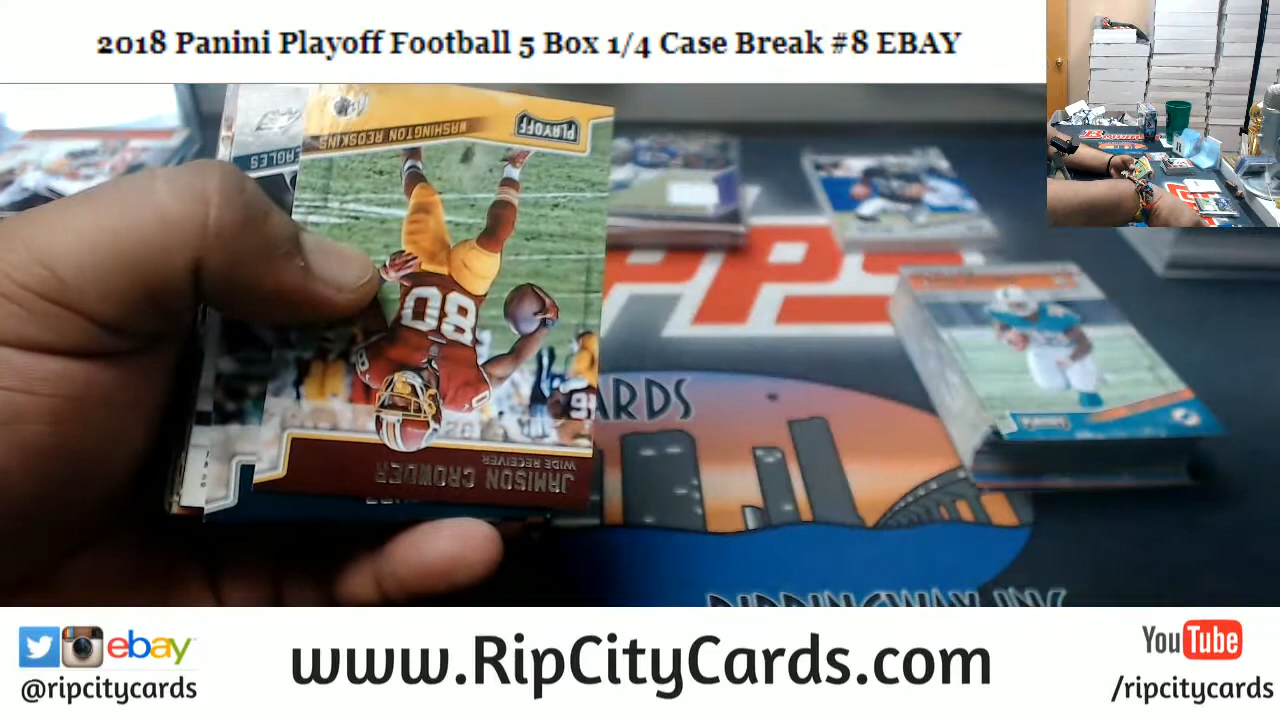 2018 Panini Playoff Football 5 Box 1/4 Case Break #8 EBAY
WASHINGTON REDSKINS
PLAYOFF
EAGLES
80
JAMISON CROWDER
WIDE RECEIVER
ARDS
ebay
@ripcitycards
www.RipCityCards.com
YouTube
/ripcitycards